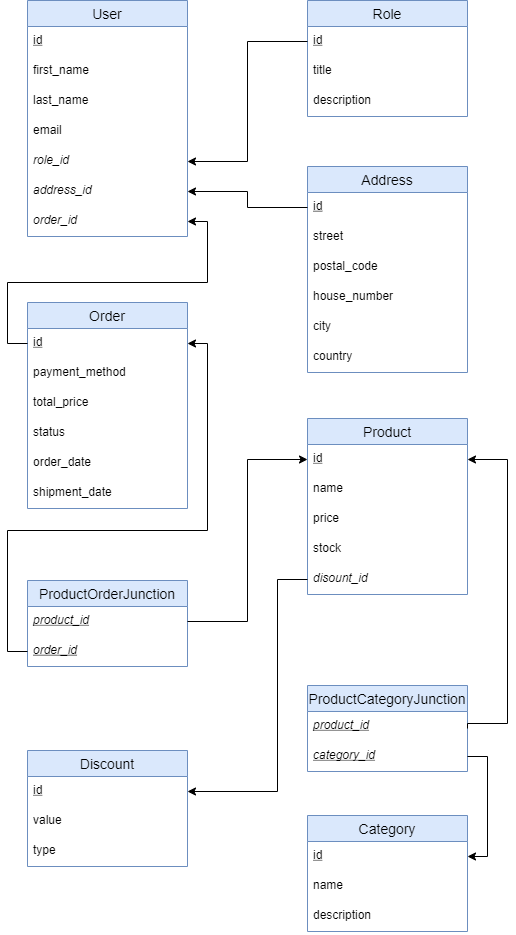 User
id
first_name
last_name
email
role_id
address_id
order_id
Role
id
title
description
Address
id
street
postal_code
house_number
city
country
Order
id
payment_method
total_price
status
order_date
shipment_date
Product
id
name
price
stock
disount_id
ProductOrderJunction
product_id
order_id
ProductCategoryJunction
product_id
category_id
Discount
id
value
type
Category
id
name
description